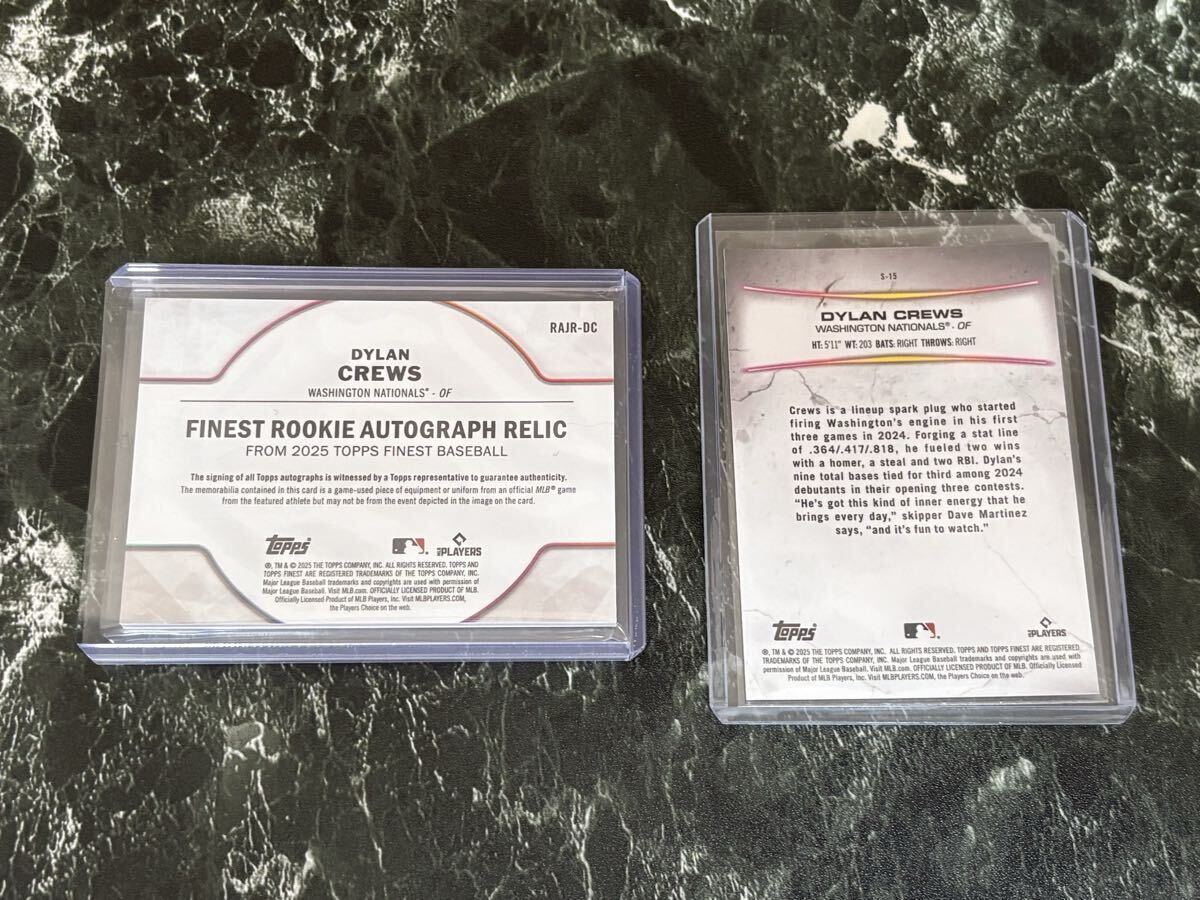 RAJR-DC
DYLAN
CREWS
WASHINGTON NATIONALS® - OF
FINEST ROOKIE AUTOGRAPH RELIC
FROM 2025 TOPPS FINEST BASEBALL
The signing of all Topps autographs is witnessed by a Topps representative to guarantee authenticity.
The memorabilia contained in this card is a game-used piece of equipment or uniform from an official MLB® game
from the featured athlete but may not be from the event depicted in the image on the card.
Topps
MLB PLAYERS
®, TM & © 2025 THE TOPPS COMPANY, INC. ALL RIGHTS RESERVED. TOPPS AND
TOPPS FINEST ARE REGISTERED TRADEMARKS OF THE TOPPS COMPANY, INC.
Major League Baseball trademarks and copyrights are used with permission of
Major League Baseball. Visit MLB.com. OFFICIALLY LICENSED PRODUCT OF MLB.
Officially Licensed Product of MLB Players, Inc. Visit MLBPLAYERS.COM,
the Players Choice on the web.
S-15
DYLAN CREWS
WASHINGTON NATIONALS® - OF
HT: 5'11" WT: 203 BATS: RIGHT THROWS: RIGHT
Crews is a lineup spark plug who started
firing Washington's engine in his first
three games in 2024. Forging a stat line
of .364/.417/.818, he fueled two wins
with a homer, a steal and two RBI. Dylan's
nine total bases tied for third among 2024
debutants in their opening three contests.
"He's got this kind of inner energy that he
brings every day," skipper Dave Martinez
says, "and it's fun to watch."
Topps
MLB PLAYERS
®, TM & © 2025 THE TOPPS COMPANY, INC. ALL RIGHTS RESERVED. TOPPS AND TOPPS FINEST ARE REGISTERED
TRADEMARKS OF THE TOPPS COMPANY, INC. Major League Baseball trademarks and copyrights are used with
permission of Major League Baseball. Visit MLB.com. OFFICIALLY LICENSED PRODUCT OF MLB. Officially Licensed
Product of MLB Players, Inc. Visit MLBPLAYERS.COM, the Players Choice on the web.